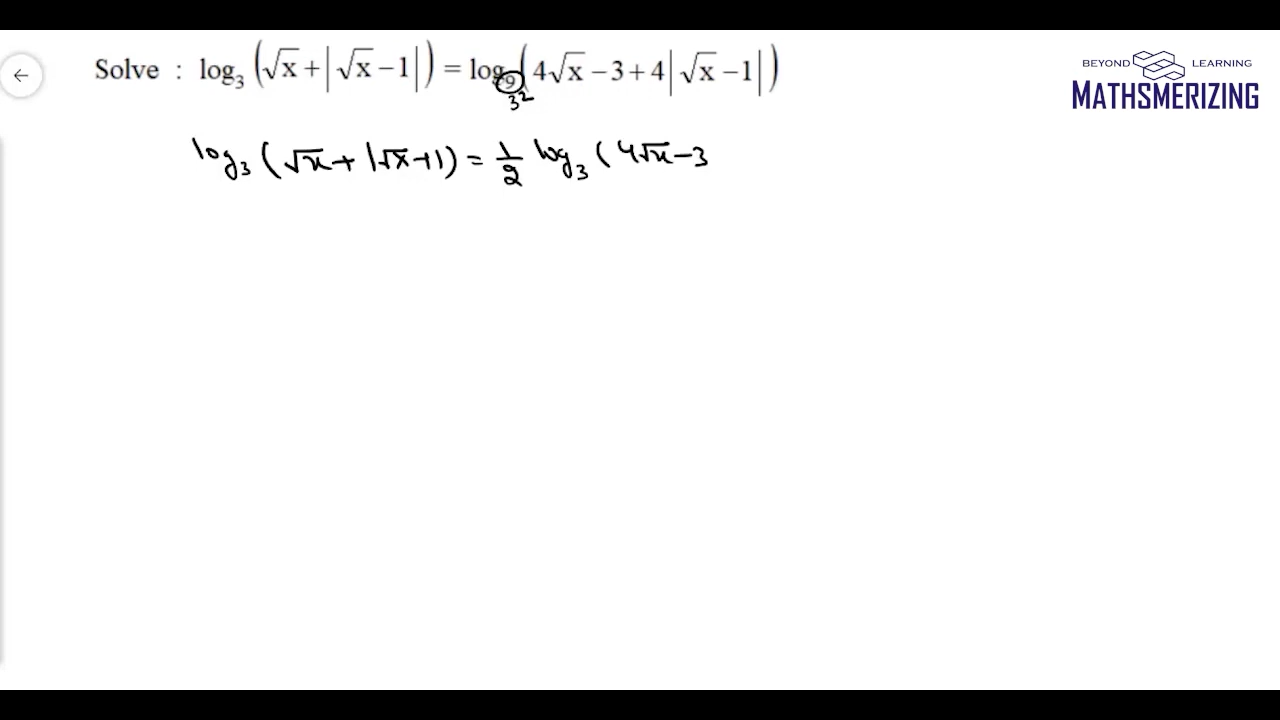 Solve : log₃(√x + |√x − 1|) = log₉(4√x − 3 + 4|√x − 1|)
3²
log₃(√x + |√x + 1|) = 1/2 log₃(4√x − 3
BEYOND LEARNING
MATHSMERIZING